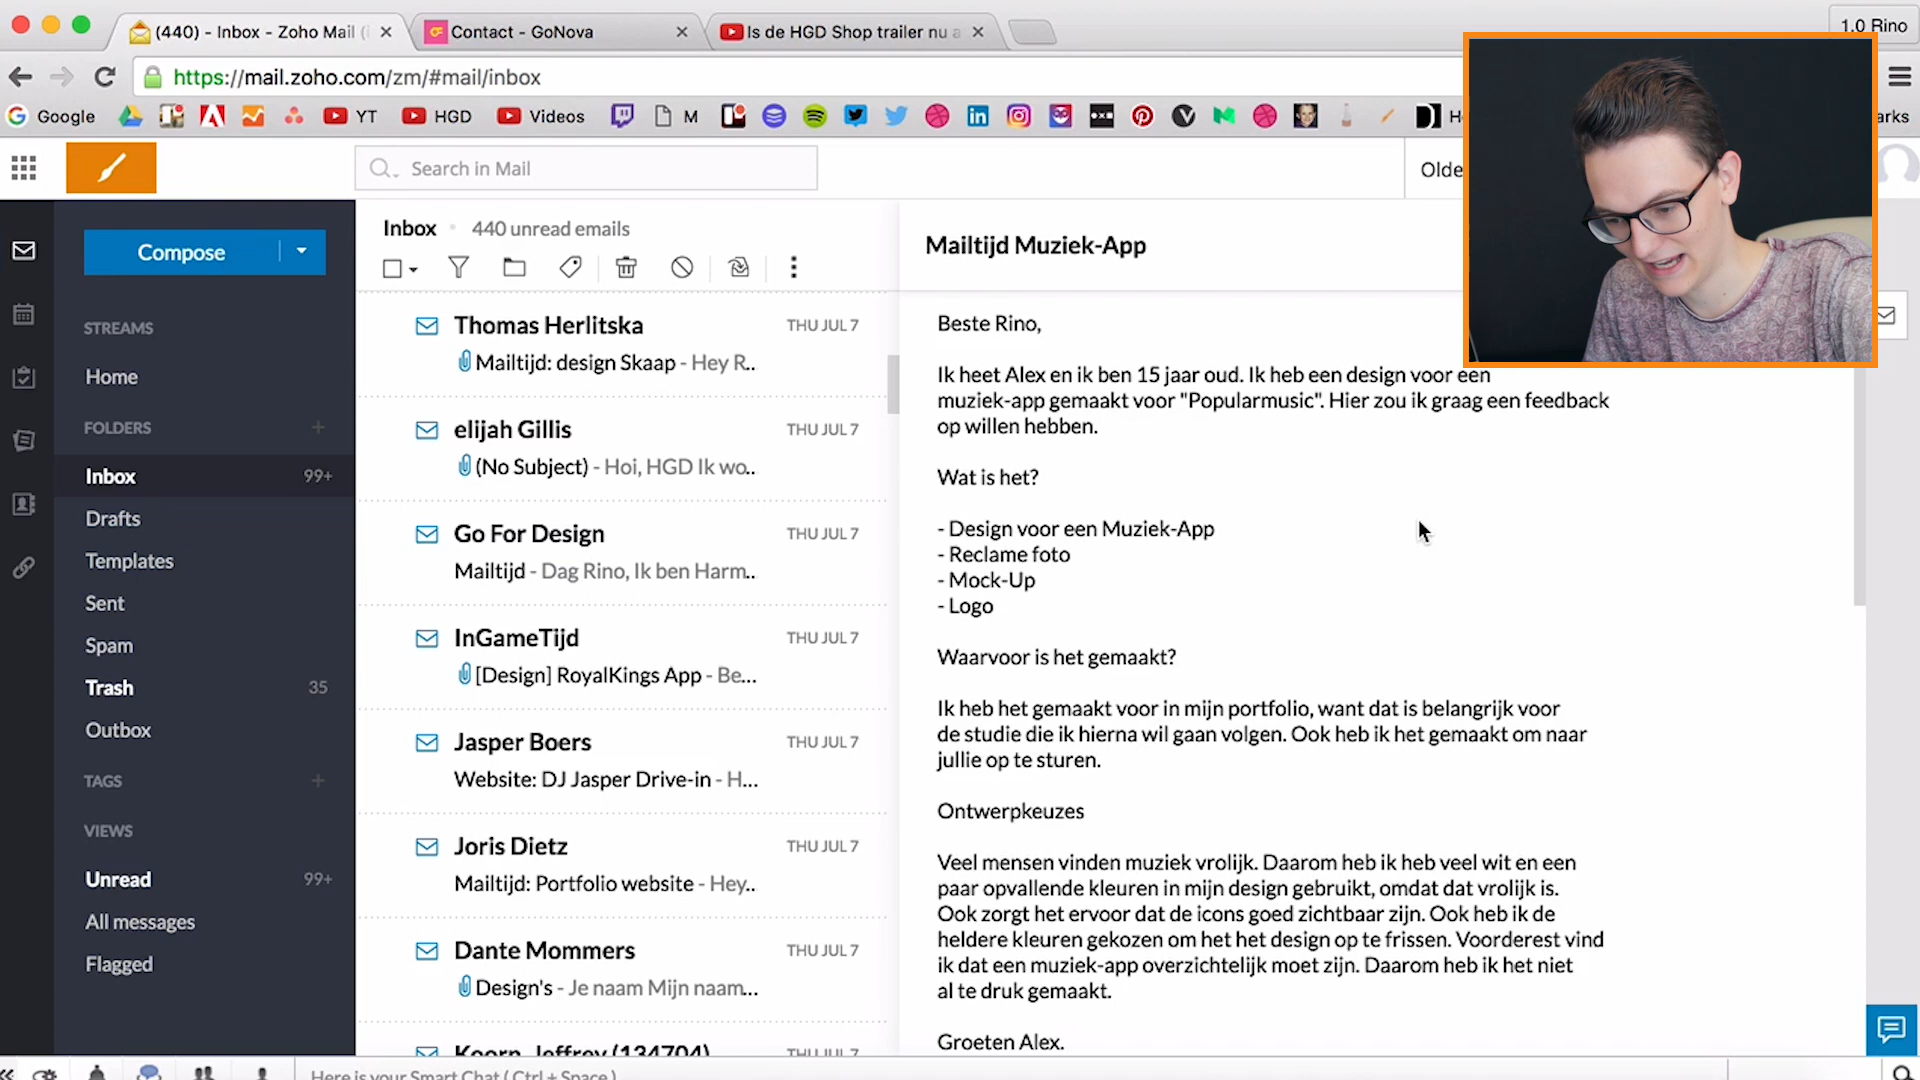 (440) - Inbox - Zoho Mail (
Contact - GoNova
Is de HGD Shop trailer nu a
1.0 Rino
https://mail.zoho.com/zm/#mail/inbox
Google
YT
HGD
Videos
M
Search in Mail
Olde
Compose
STREAMS
Home
FOLDERS
Inbox 99+
Drafts
Templates
Sent
Spam
Trash 35
Outbox
TAGS
VIEWS
Unread 99+
All messages
Flagged
Inbox 440 unread emails
Thomas Herlitska THU JUL 7
Mailtijd: design Skaap - Hey R..
elijah Gillis THU JUL 7
(No Subject) - Hoi, HGD Ik wo..
Go For Design THU JUL 7
Mailtijd - Dag Rino, Ik ben Harm..
InGameTijd THU JUL 7
[Design] RoyalKings App - Be...
Jasper Boers THU JUL 7
Website: DJ Jasper Drive-in - H...
Joris Dietz THU JUL 7
Mailtijd: Portfolio website - Hey..
Dante Mommers THU JUL 7
Design's - Je naam Mijn naam...
Koorn, Jeffrey (134704) THU JUL 7
Mailtijd Muziek-App
Beste Rino,
Ik heet Alex en ik ben 15 jaar oud. Ik heb een design voor een
muziek-app gemaakt voor "Popularmusic". Hier zou ik graag een feedback
op willen hebben.
Wat is het?
- Design voor een Muziek-App
- Reclame foto
- Mock-Up
- Logo
Waarvoor is het gemaakt?
Ik heb het gemaakt voor in mijn portfolio, want dat is belangrijk voor
de studie die ik hierna wil gaan volgen. Ook heb ik het gemaakt om naar
jullie op te sturen.
Ontwerpkeuzes
Veel mensen vinden muziek vrolijk. Daarom heb ik heb veel wit en een
paar opvallende kleuren in mijn design gebruikt, omdat dat vrolijk is.
Ook zorgt het ervoor dat de icons goed zichtbaar zijn. Ook heb ik de
heldere kleuren gekozen om het het design op te frissen. Voorderest vind
ik dat een muziek-app overzichtelijk moet zijn. Daarom heb ik het niet
al te druk gemaakt.
Groeten Alex.
Here is your Smart Chat ( Ctrl + Space )